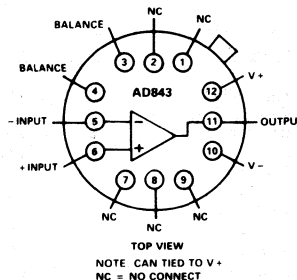 NC
BALANCE
NC
BALANCE
3
2
1
V+
4
AD843
12
– INPUT
5
–
11
OUTPUT
+ INPUT
6
+
10
V–
7
8
9
NC
NC
NC
TOP VIEW
NOTE CAN TIED TO V +
NC = NO CONNECT